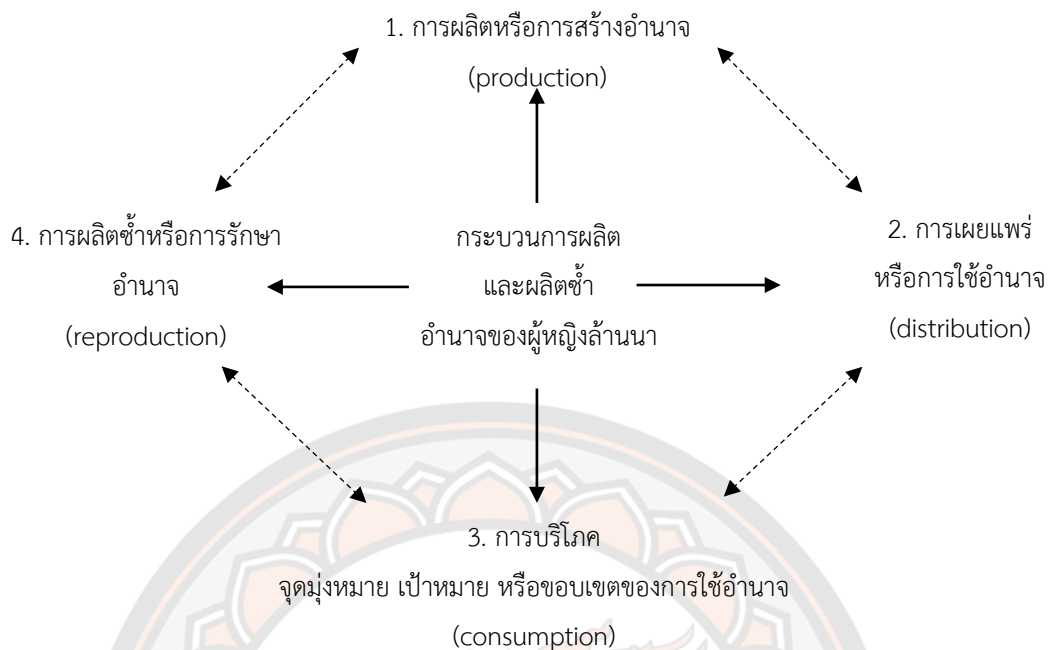 1. การผลิตหรือการสร้างอำนาจ
(production)
4. การผลิตซ้ำหรือการรักษา
อำนาจ
(reproduction)
กระบวนการผลิต
และผลิตซ้ำ
อำนาจของผู้หญิงล้านนา
2. การเผยแพร่
หรือการใช้อำนาจ
(distribution)
3. การบริโภค
จุดมุ่งหมาย เป้าหมาย หรือขอบเขตของการใช้อำนาจ
(consumption)